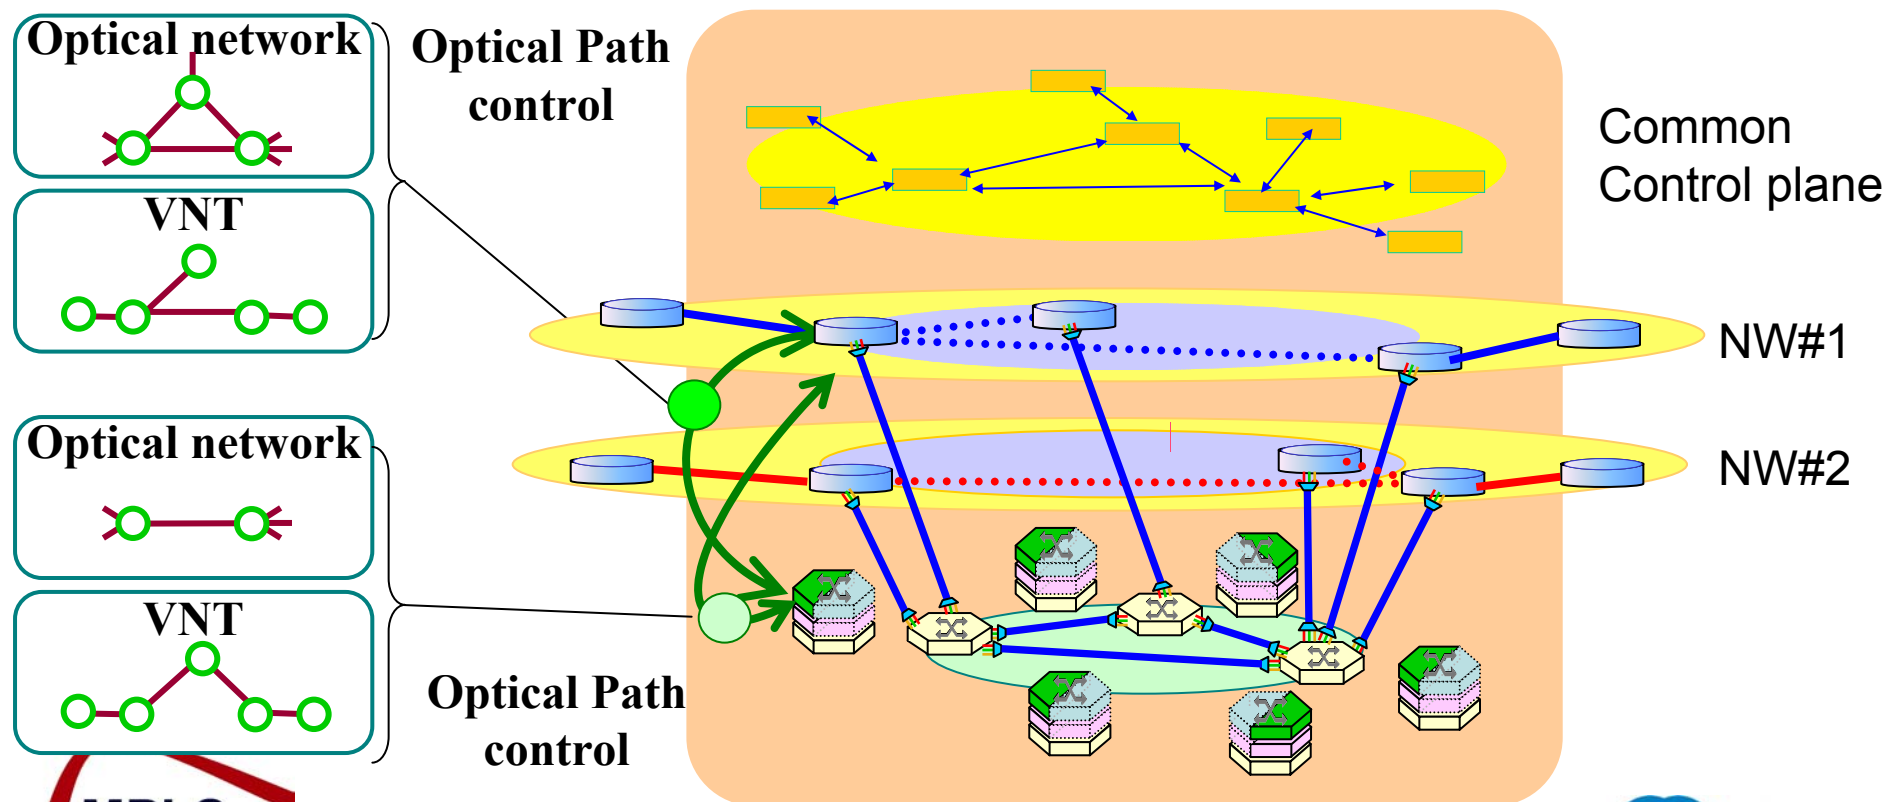 Optical network
VNT
Optical Path
control
Common
Control plane
NW#1
NW#2
Optical network
VNT
Optical Path
control